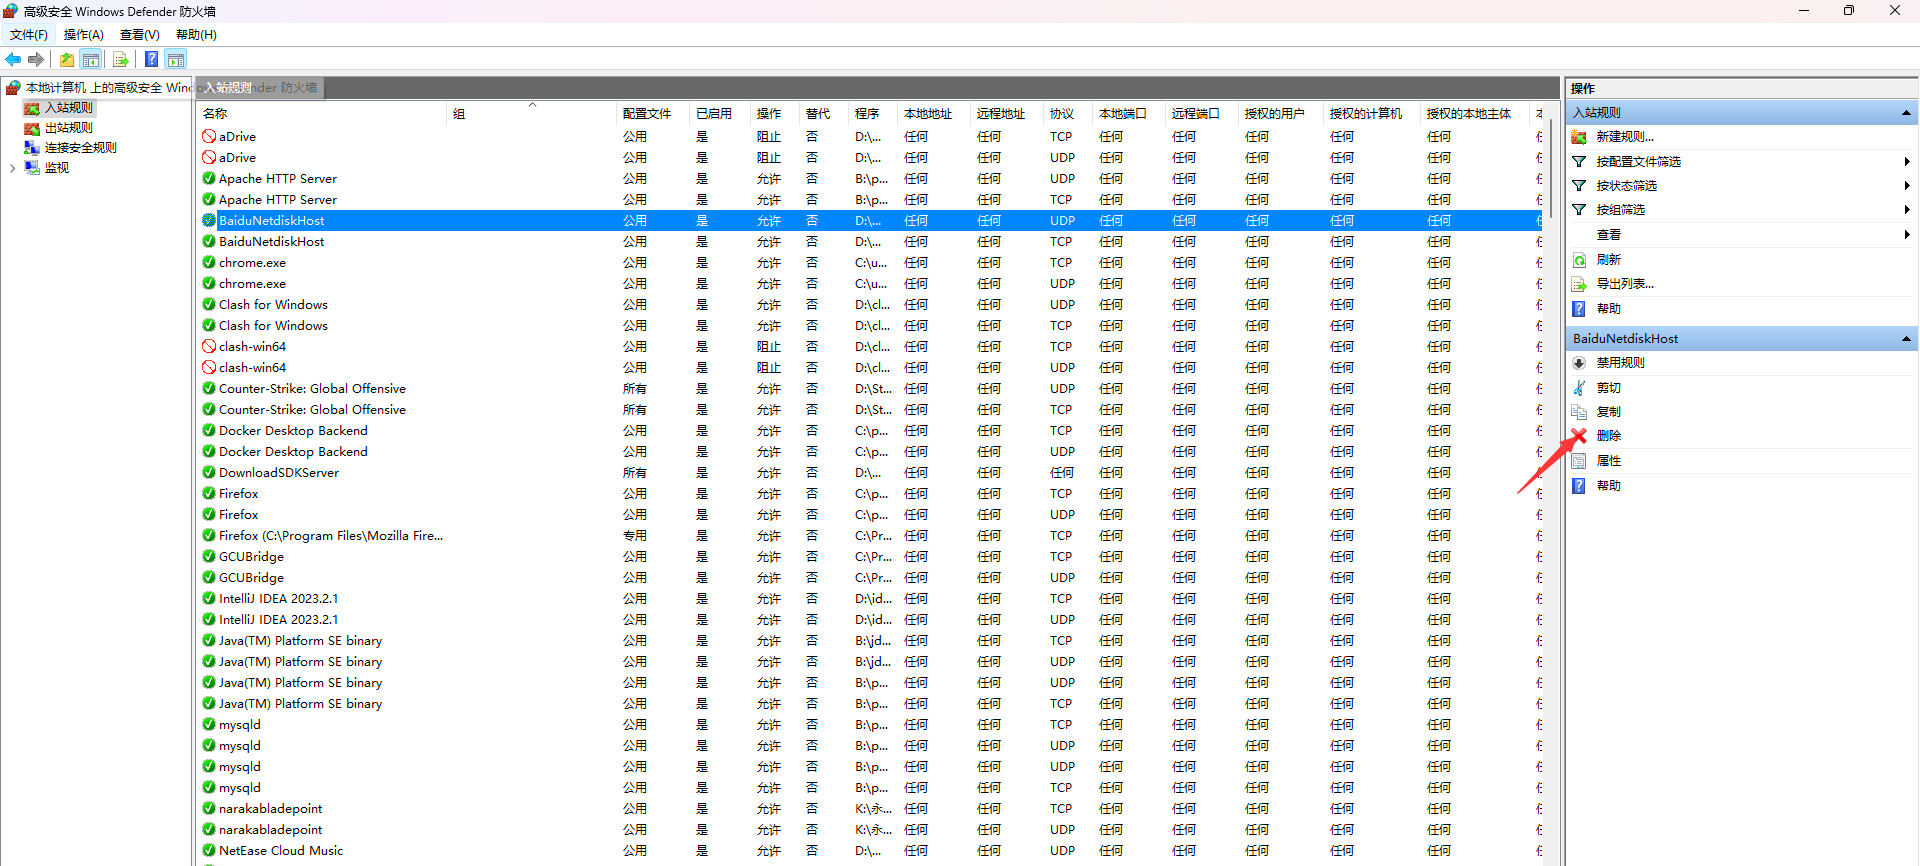 高级安全 Windows Defender 防火墙
文件(F) 操作(A) 查看(V) 帮助(H)
本地计算机 上的高级安全 Windows Defender 防火墙
入站规则
出站规则
连接安全规则
监视
入站规则
名称 组 配置文件 已启用 操作 替代 程序 本地地址 远程地址 协议 本地端口 远程端口 授权的用户 授权的计算机 授权的本地主体
aDrive 公用 是 阻止 否 D:\... 任何 任何 TCP 任何 任何 任何 任何 任何
aDrive 公用 是 阻止 否 D:\... 任何 任何 UDP 任何 任何 任何 任何 任何
Apache HTTP Server 公用 是 允许 否 B:\p... 任何 任何 UDP 任何 任何 任何 任何 任何
Apache HTTP Server 公用 是 允许 否 B:\p... 任何 任何 TCP 任何 任何 任何 任何 任何
BaiduNetdiskHost 公用 是 允许 否 D:\... 任何 任何 UDP 任何 任何 任何 任何 任何
BaiduNetdiskHost 公用 是 允许 否 D:\... 任何 任何 TCP 任何 任何 任何 任何 任何
chrome.exe 公用 是 允许 否 C:\u... 任何 任何 TCP 任何 任何 任何 任何 任何
chrome.exe 公用 是 允许 否 C:\u... 任何 任何 UDP 任何 任何 任何 任何 任何
Clash for Windows 公用 是 允许 否 D:\cl... 任何 任何 UDP 任何 任何 任何 任何 任何
Clash for Windows 公用 是 允许 否 D:\cl... 任何 任何 TCP 任何 任何 任何 任何 任何
clash-win64 公用 是 阻止 否 D:\cl... 任何 任何 TCP 任何 任何 任何 任何 任何
clash-win64 公用 是 阻止 否 D:\cl... 任何 任何 UDP 任何 任何 任何 任何 任何
Counter-Strike: Global Offensive 所有 是 允许 否 D:\St... 任何 任何 UDP 任何 任何 任何 任何 任何
Counter-Strike: Global Offensive 所有 是 允许 否 D:\St... 任何 任何 TCP 任何 任何 任何 任何 任何
Docker Desktop Backend 公用 是 允许 否 C:\p... 任何 任何 TCP 任何 任何 任何 任何 任何
Docker Desktop Backend 公用 是 允许 否 C:\p... 任何 任何 UDP 任何 任何 任何 任何 任何
DownloadSDKServer 所有 是 允许 否 D:\... 任何 任何 任何 任何 任何 任何 任何 任何
Firefox 公用 是 允许 否 C:\p... 任何 任何 TCP 任何 任何 任何 任何 任何
Firefox 公用 是 允许 否 C:\p... 任何 任何 UDP 任何 任何 任何 任何 任何
Firefox (C:\Program Files\Mozilla Fire... 专用 是 允许 否 C:\Pr... 任何 任何 TCP 任何 任何 任何 任何 任何
GCUBridge 公用 是 允许 否 C:\Pr... 任何 任何 TCP 任何 任何 任何 任何 任何
GCUBridge 公用 是 允许 否 C:\Pr... 任何 任何 UDP 任何 任何 任何 任何 任何
IntelliJ IDEA 2023.2.1 公用 是 允许 否 D:\id... 任何 任何 TCP 任何 任何 任何 任何 任何
IntelliJ IDEA 2023.2.1 公用 是 允许 否 D:\id... 任何 任何 UDP 任何 任何 任何 任何 任何
Java(TM) Platform SE binary 公用 是 允许 否 B:\jd... 任何 任何 TCP 任何 任何 任何 任何 任何
Java(TM) Platform SE binary 公用 是 允许 否 B:\jd... 任何 任何 UDP 任何 任何 任何 任何 任何
Java(TM) Platform SE binary 公用 是 允许 否 B:\p... 任何 任何 UDP 任何 任何 任何 任何 任何
Java(TM) Platform SE binary 公用 是 允许 否 B:\p... 任何 任何 TCP 任何 任何 任何 任何 任何
mysqld 公用 是 允许 否 B:\p... 任何 任何 TCP 任何 任何 任何 任何 任何
mysqld 公用 是 允许 否 B:\p... 任何 任何 UDP 任何 任何 任何 任何 任何
mysqld 公用 是 允许 否 B:\p... 任何 任何 UDP 任何 任何 任何 任何 任何
mysqld 公用 是 允许 否 B:\p... 任何 任何 TCP 任何 任何 任何 任何 任何
narakabladepoint 公用 是 允许 否 K:\永... 任何 任何 TCP 任何 任何 任何 任何 任何
narakabladepoint 公用 是 允许 否 K:\永... 任何 任何 UDP 任何 任何 任何 任何 任何
NetEase Cloud Music 公用 是 允许 否 D:\... 任何 任何 UDP 任何 任何 任何 任何 任何
操作
入站规则
新建规则...
按配置文件筛选
按状态筛选
按组筛选
查看
刷新
导出列表...
帮助
BaiduNetdiskHost
禁用规则
剪切
复制
删除
属性
帮助